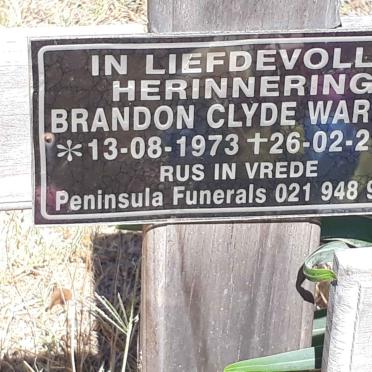 IN LIEFDEVOLL
HERINNERING
BRANDON CLYDE WAR
*13-08-1973 †26-02-2
RUS IN VREDE
Peninsula Funerals 021 948 9